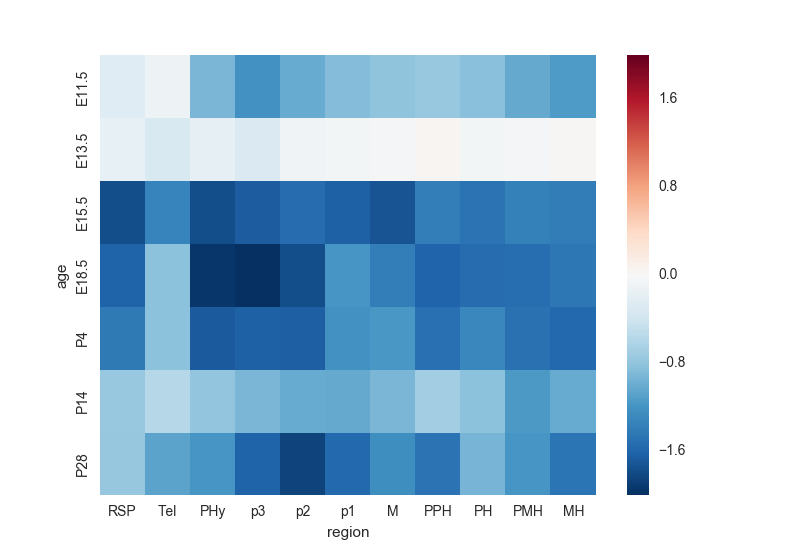 E11.5
E13.5
E15.5
E18.5
P4
P14
P28
age
RSP Tel PHy p3 p2 p1 M PPH PH PMH MH
region
1.6
0.8
0.0
−0.8
−1.6